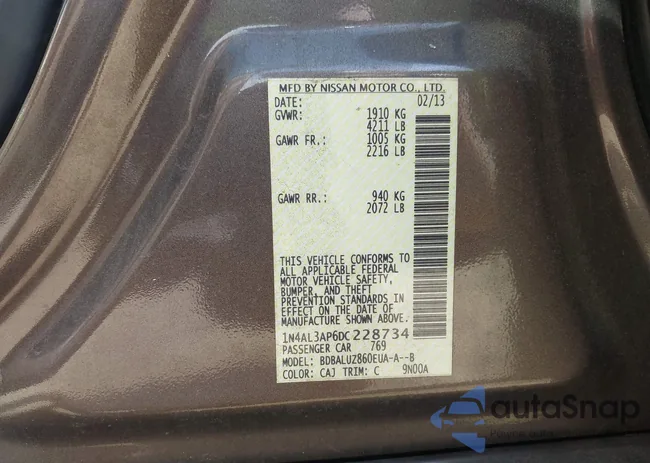 MFD BY NISSAN MOTOR CO., LTD.
DATE: 02/13
GVWR: 1910 KG
4211 LB
GAWR FR.: 1005 KG
2216 LB
GAWR RR.: 940 KG
2072 LB
THIS VEHICLE CONFORMS TO
ALL APPLICABLE FEDERAL
MOTOR VEHICLE SAFETY,
BUMPER, AND THEFT
PREVENTION STANDARDS IN
EFFECT ON THE DATE OF
MANUFACTURE SHOWN ABOVE.
1N4AL3AP6DC228734
PASSENGER CAR 769
MODEL: BDBALUZ860EUA-A--B
COLOR: CAJ TRIM: C 9N00A
autaSnap